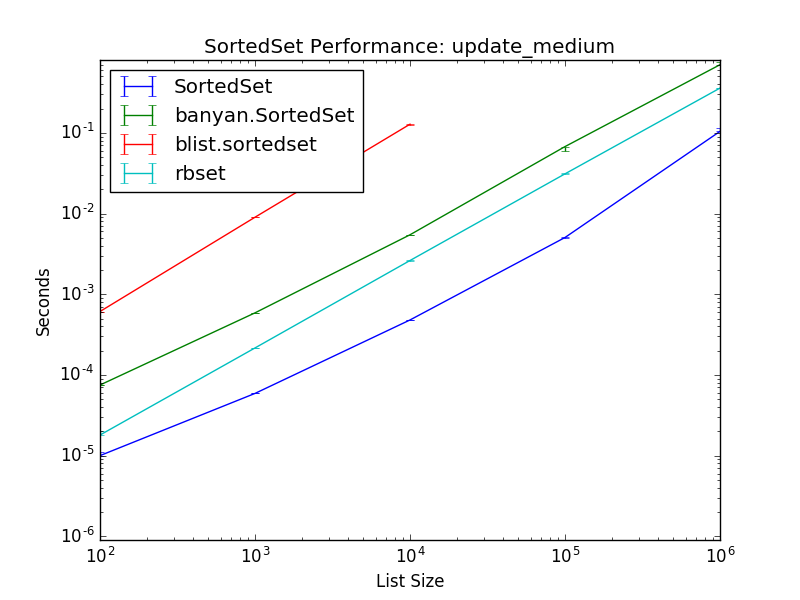 SortedSet Performance: update_medium
SortedSet
banyan.SortedSet
blist.sortedset
rbset
10^-1
10^-2
10^-3
10^-4
10^-5
10^-6
Seconds
10^2 10^3 10^4 10^5 10^6
List Size